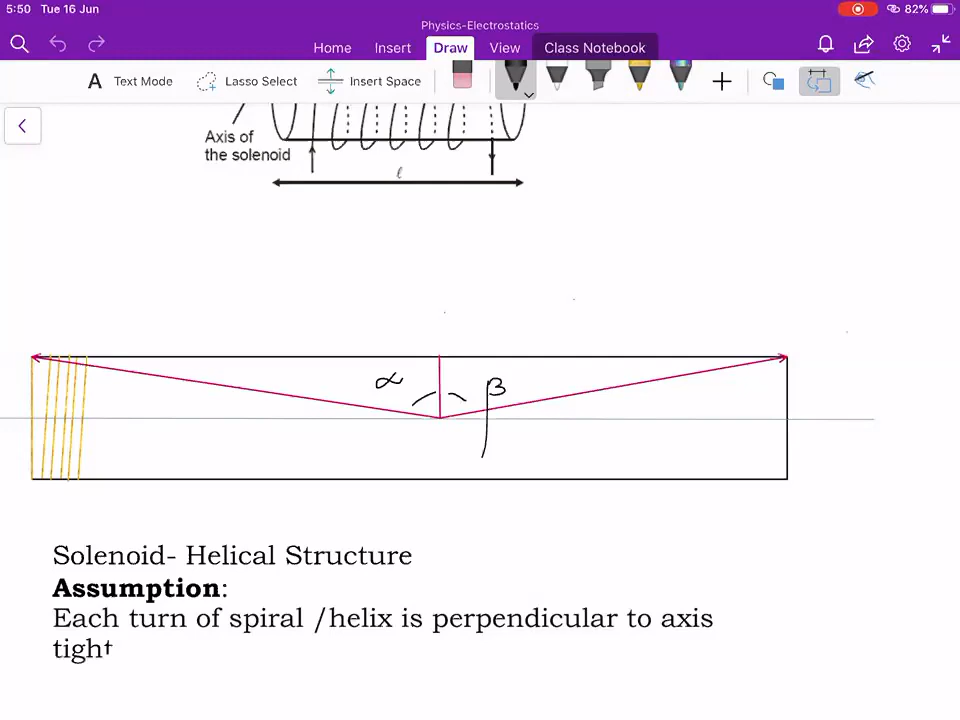 5:50 Tue 16 Jun
82%
Physics-Electrostatics
Home Insert Draw View Class Notebook
A Text Mode Lasso Select Insert Space
Axis of
the solenoid
ℓ
α β
Solenoid- Helical Structure
Assumption:
Each turn of spiral /helix is perpendicular to axis
tight